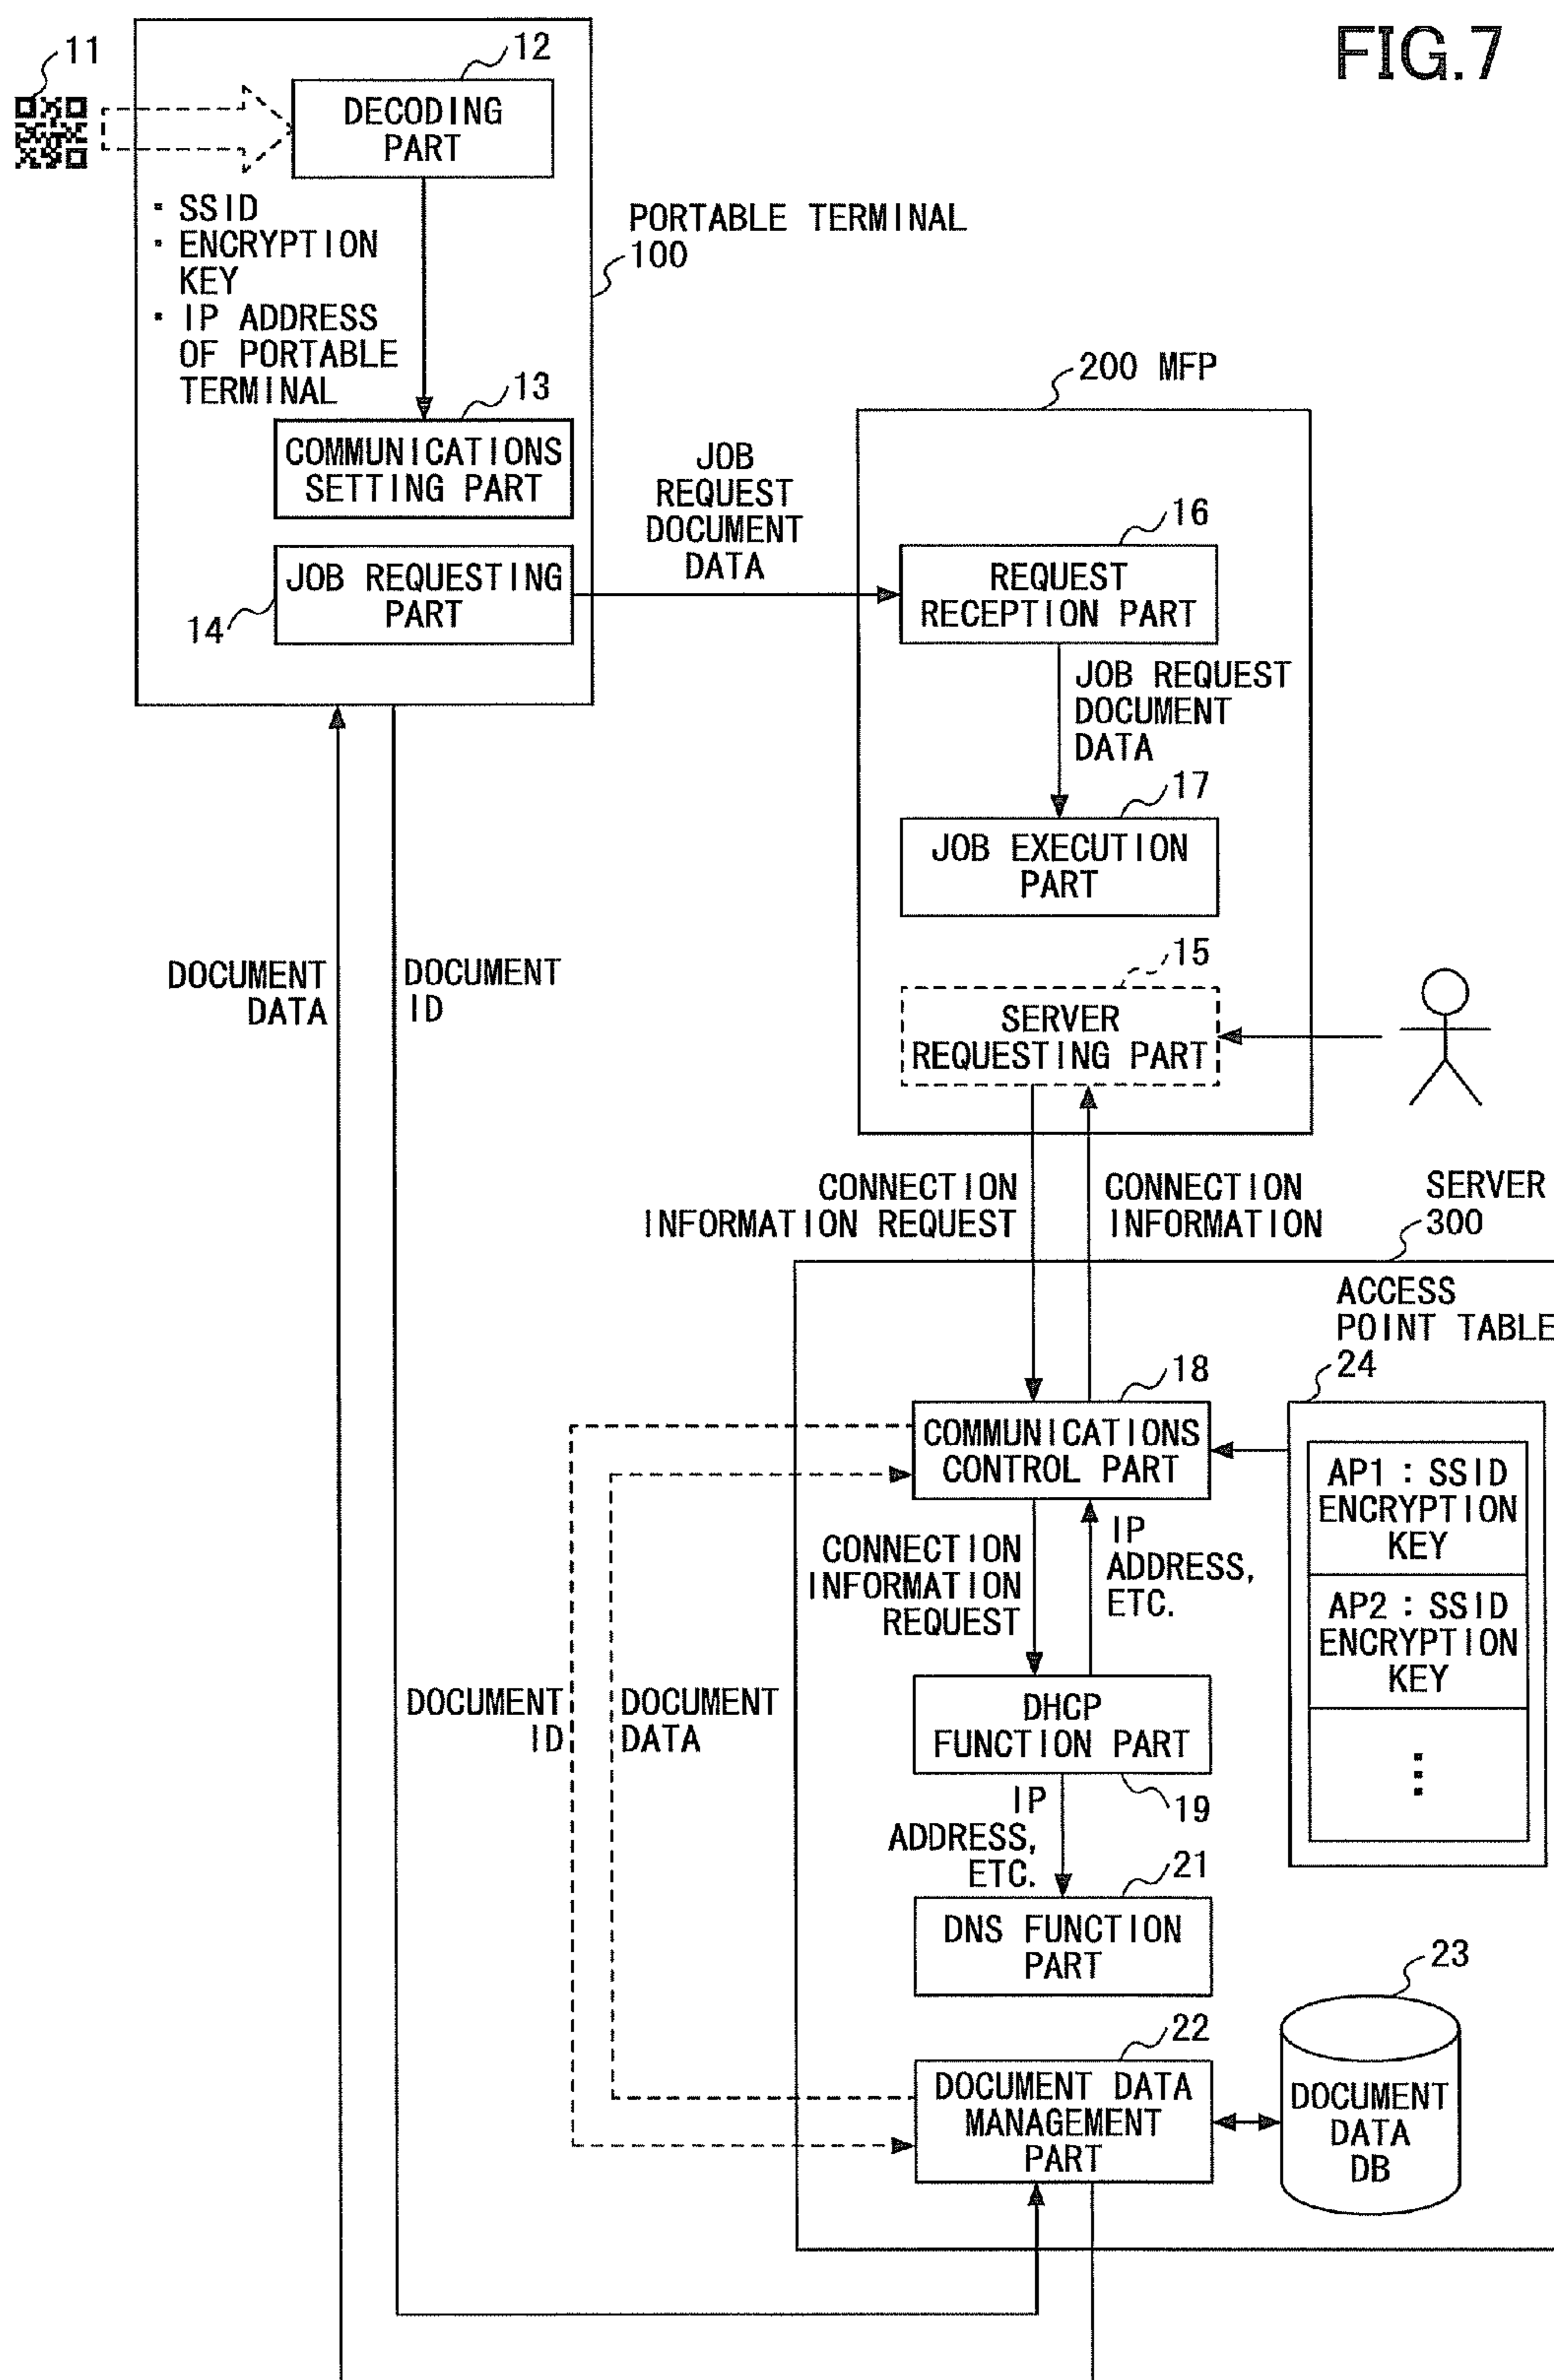 FIG.7
11
12
DECODING
PART
・SSID
・ENCRYPTION
KEY
・IP ADDRESS
OF PORTABLE
TERMINAL
PORTABLE TERMINAL
100
13
COMMUNICATIONS
SETTING PART
JOB REQUESTING
PART
14
JOB
REQUEST
DOCUMENT
DATA
200 MFP
16
REQUEST
RECEPTION PART
JOB REQUEST
DOCUMENT
DATA
17
JOB EXECUTION
PART
15
SERVER
REQUESTING PART
DOCUMENT
DATA
DOCUMENT
ID
CONNECTION
INFORMATION REQUEST
CONNECTION
INFORMATION
SERVER
300
ACCESS
POINT TABLE
24
18
COMMUNICATIONS
CONTROL PART
AP1：SSID
ENCRYPTION
KEY
AP2：SSID
ENCRYPTION
KEY
⋮
CONNECTION
INFORMATION
REQUEST
IP
ADDRESS,
ETC.
DOCUMENT
ID
DOCUMENT
DATA
DHCP
FUNCTION PART
19
IP
ADDRESS,
ETC.
21
DNS FUNCTION
PART
22
DOCUMENT DATA
MANAGEMENT
PART
23
DOCUMENT
DATA
DB